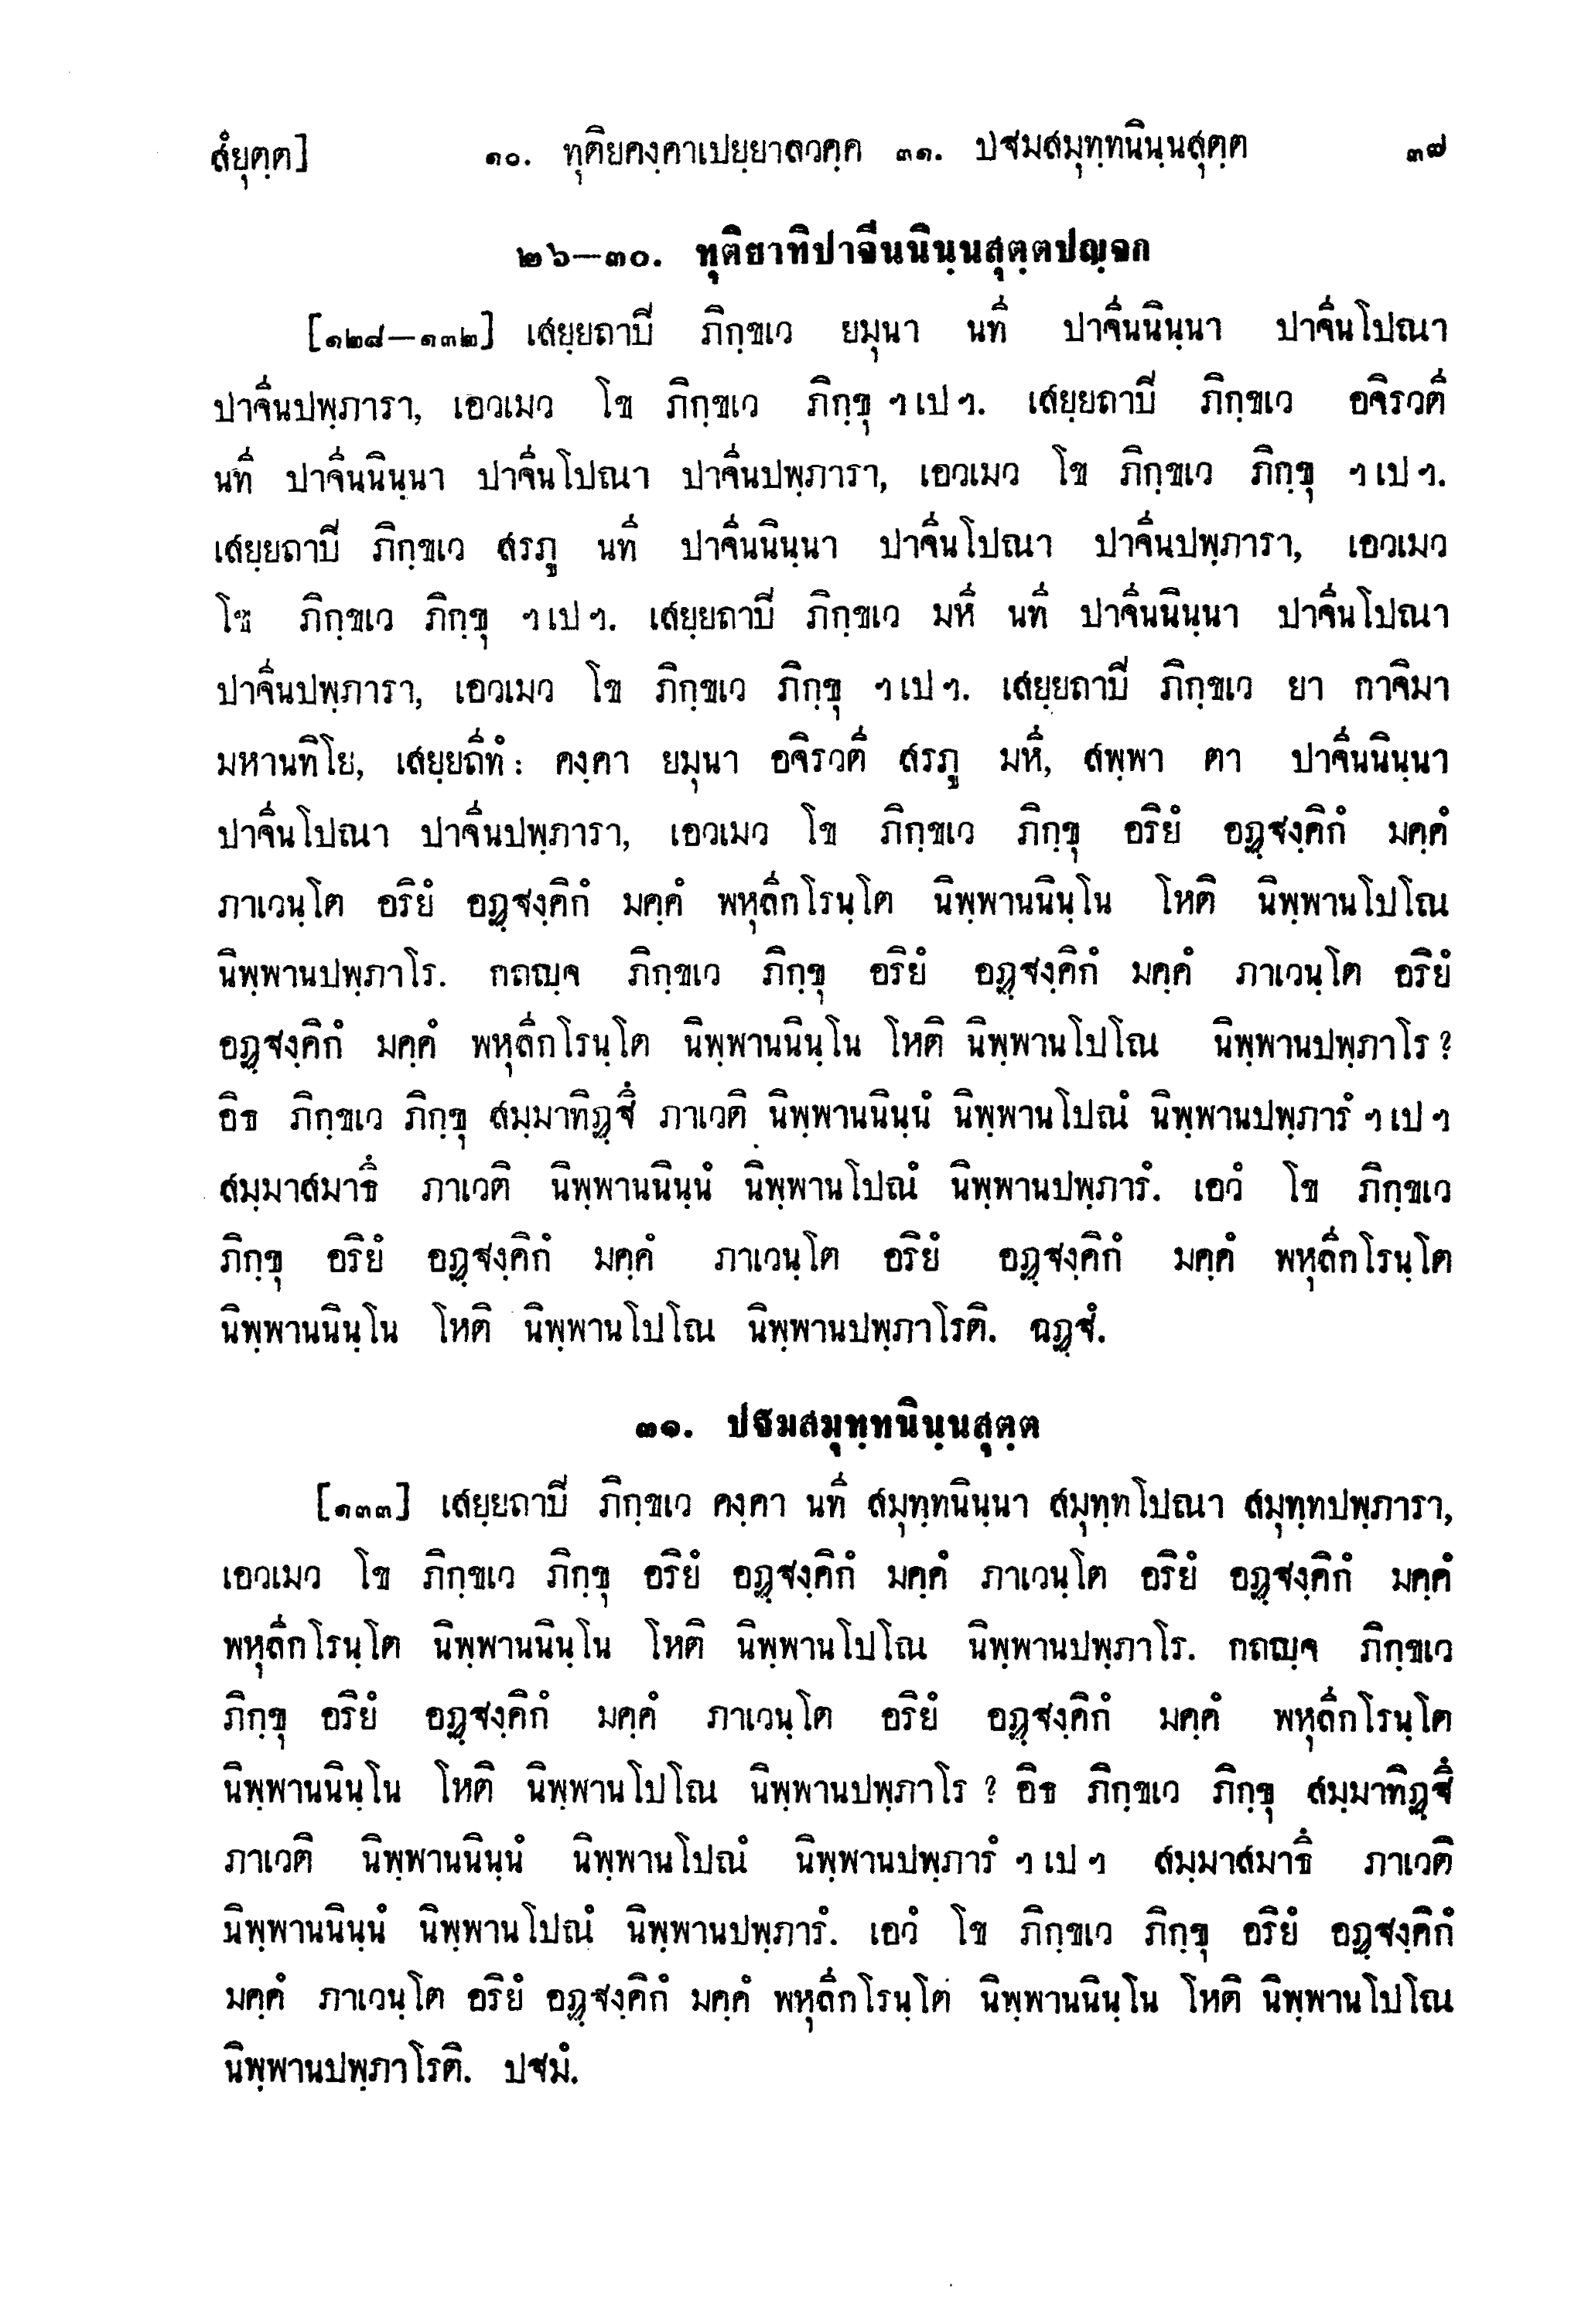 สํยุตฺต] ๑๐. ทุติยคงฺคาเปยฺยาลวคฺค ๓๑. ปฐมสมุทฺทนินฺนสุตฺต ๓๗
๒๖—๓๐. ทุติยาทิปาจีนนินฺนสุตฺตปญฺจก
[๑๒๘—๑๓๒] เสยฺยถาปิ ภิกฺขเว ยมุนา นที ปาจีนนินฺนา ปาจีนโปณา
ปาจีนปพฺภารา, เอวเมว โข ภิกฺขเว ภิกฺขุ ฯเปฯ. เสยฺยถาปิ ภิกฺขเว อจิรวตี
นที ปาจีนนินฺนา ปาจีนโปณา ปาจีนปพฺภารา, เอวเมว โข ภิกฺขเว ภิกฺขุ ฯเปฯ.
เสยฺยถาปิ ภิกฺขเว สรภู นที ปาจีนนินฺนา ปาจีนโปณา ปาจีนปพฺภารา, เอวเมว
โข ภิกฺขเว ภิกฺขุ ฯเปฯ. เสยฺยถาปิ ภิกฺขเว มหี นที ปาจีนนินฺนา ปาจีนโปณา
ปาจีนปพฺภารา, เอวเมว โข ภิกฺขเว ภิกฺขุ ฯเปฯ. เสยฺยถาปิ ภิกฺขเว ยา กาจิมา
มหานทิโย, เสยฺยถีทํ: คงฺคา ยมุนา อจิรวตี สรภู มหี, สพฺพา ตา ปาจีนนินฺนา
ปาจีนโปณา ปาจีนปพฺภารา, เอวเมว โข ภิกฺขเว ภิกฺขุ อริยํ อฏฺฐงฺคิกํ มคฺคํ
ภาเวนฺโต อริยํ อฏฺฐงฺคิกํ มคฺคํ พหุลีกโรนฺโต นิพฺพานนินฺโน โหติ นิพฺพานโปโณ
นิพฺพานปพฺภาโร. กถญฺจ ภิกฺขเว ภิกฺขุ อริยํ อฏฺฐงฺคิกํ มคฺคํ ภาเวนฺโต อริยํ
อฏฺฐงฺคิกํ มคฺคํ พหุลีกโรนฺโต นิพฺพานนินฺโน โหติ นิพฺพานโปโณ นิพฺพานปพฺภาโร?
อิธ ภิกฺขเว ภิกฺขุ สมฺมาทิฏฺฐึ ภาเวติ นิพฺพานนินฺนํ นิพฺพานโปณํ นิพฺพานปพฺภารํ ฯเปฯ
สมฺมาสมาธึ ภาเวติ นิพฺพานนินฺนํ นิพฺพานโปณํ นิพฺพานปพฺภารํ. เอวํ โข ภิกฺขเว
ภิกฺขุ อริยํ อฏฺฐงฺคิกํ มคฺคํ ภาเวนฺโต อริยํ อฏฺฐงฺคิกํ มคฺคํ พหุลีกโรนฺโต
นิพฺพานนินฺโน โหติ นิพฺพานโปโณ นิพฺพานปพฺภาโรติ. ฉฏฺฐํ.
๓๑. ปฐมสมุทฺทนินฺนสุตฺต
[๑๓๓] เสยฺยถาปิ ภิกฺขเว คงฺคา นที สมุทฺทนินฺนา สมุทฺทโปณา สมุทฺทปพฺภารา,
เอวเมว โข ภิกฺขเว ภิกฺขุ อริยํ อฏฺฐงฺคิกํ มคฺคํ ภาเวนฺโต อริยํ อฏฺฐงฺคิกํ มคฺคํ
พหุลีกโรนฺโต นิพฺพานนินฺโน โหติ นิพฺพานโปโณ นิพฺพานปพฺภาโร. กถญฺจ ภิกฺขเว
ภิกฺขุ อริยํ อฏฺฐงฺคิกํ มคฺคํ ภาเวนฺโต อริยํ อฏฺฐงฺคิกํ มคฺคํ พหุลีกโรนฺโต
นิพฺพานนินฺโน โหติ นิพฺพานโปโณ นิพฺพานปพฺภาโร? อิธ ภิกฺขเว ภิกฺขุ สมฺมาทิฏฺฐึ
ภาเวติ นิพฺพานนินฺนํ นิพฺพานโปณํ นิพฺพานปพฺภารํ ฯเปฯ สมฺมาสมาธึ ภาเวติ
นิพฺพานนินฺนํ นิพฺพานโปณํ นิพฺพานปพฺภารํ. เอวํ โข ภิกฺขเว ภิกฺขุ อริยํ อฏฺฐงฺคิกํ
มคฺคํ ภาเวนฺโต อริยํ อฏฺฐงฺคิกํ มคฺคํ พหุลีกโรนฺโต นิพฺพานนินฺโน โหติ นิพฺพานโปโณ
นิพฺพานปพฺภาโรติ. ปฐมํ.